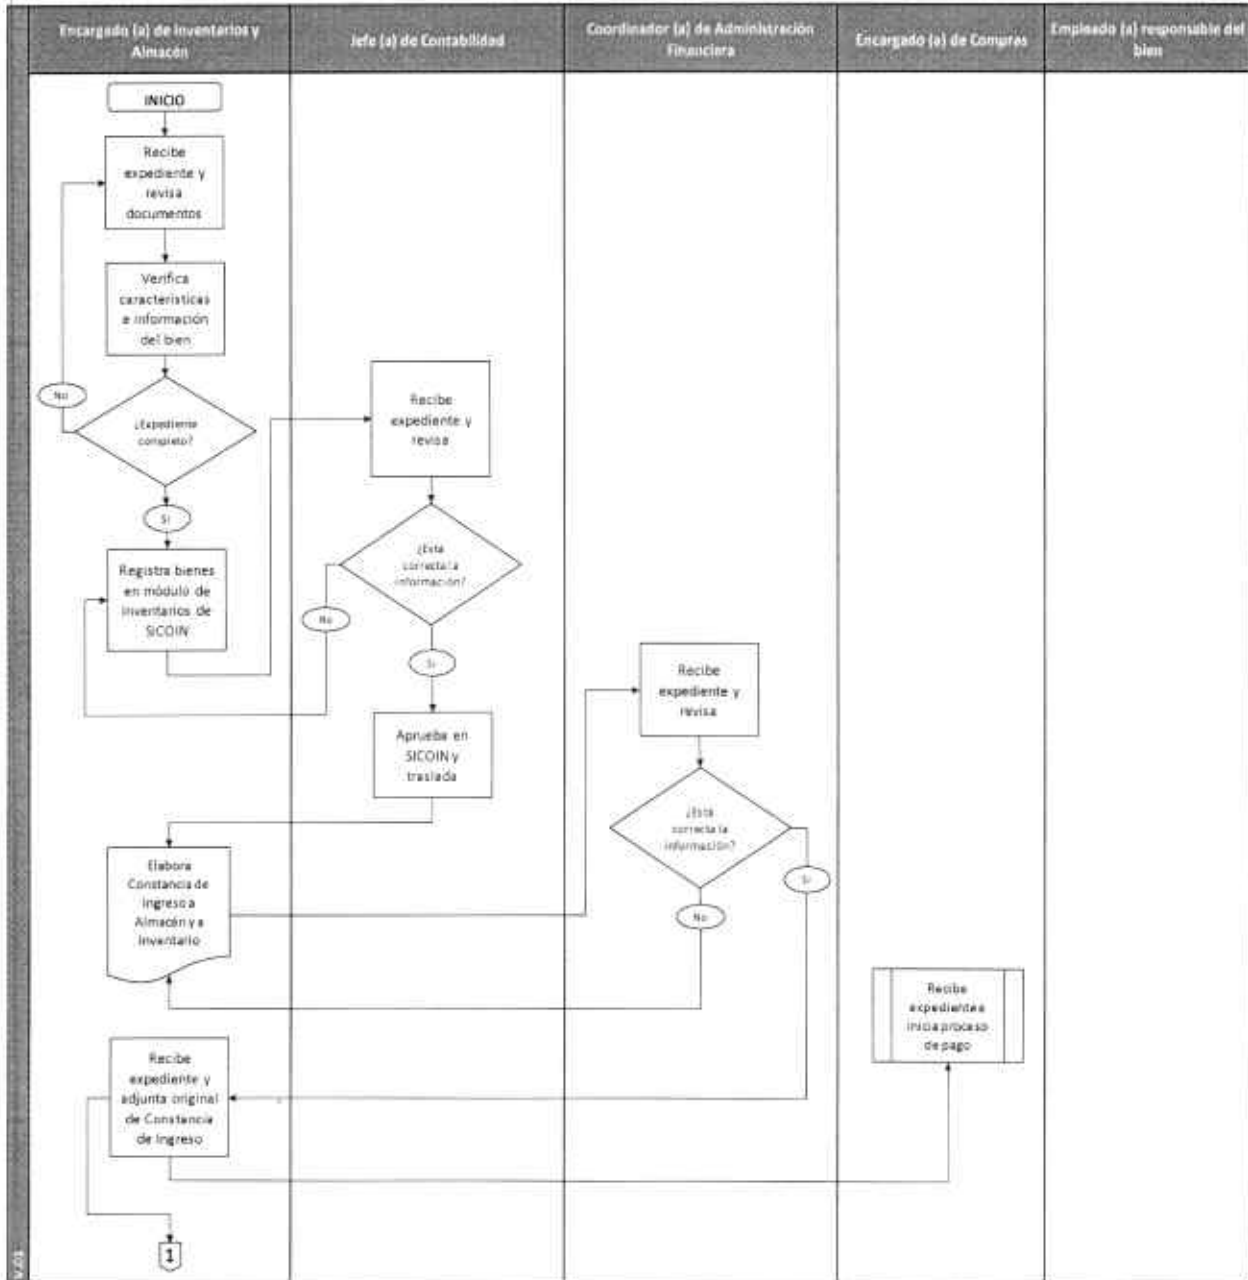 Encargado (a) de Inventarios y
Almacén
Jefe (a) de Contabilidad
Coordinador (a) de Administración
Financiera
Encargado (a) de Compras
Empleado (a) responsable del
bien
INICIO
Recibe
expediente y
revisa
documentos
Verifica
características
e información
del bien
No
¿Expediente
completo?
Si
Registra bienes
en módulo de
inventarios de
SICOIN
Recibe
expediente y
revisa
¿Está
correcta la
información?
No
Si
Aprueba en
SICOIN y
traslada
Elabora
Constancia de
Ingreso a
Almacén y a
Inventario
Recibe
expediente y
revisa
¿Está
correcta la
información?
Si
No
Recibe
expediente e
inicia proceso
de pago
Recibe
expediente y
adjunta original
de Constancia
de Ingreso
1